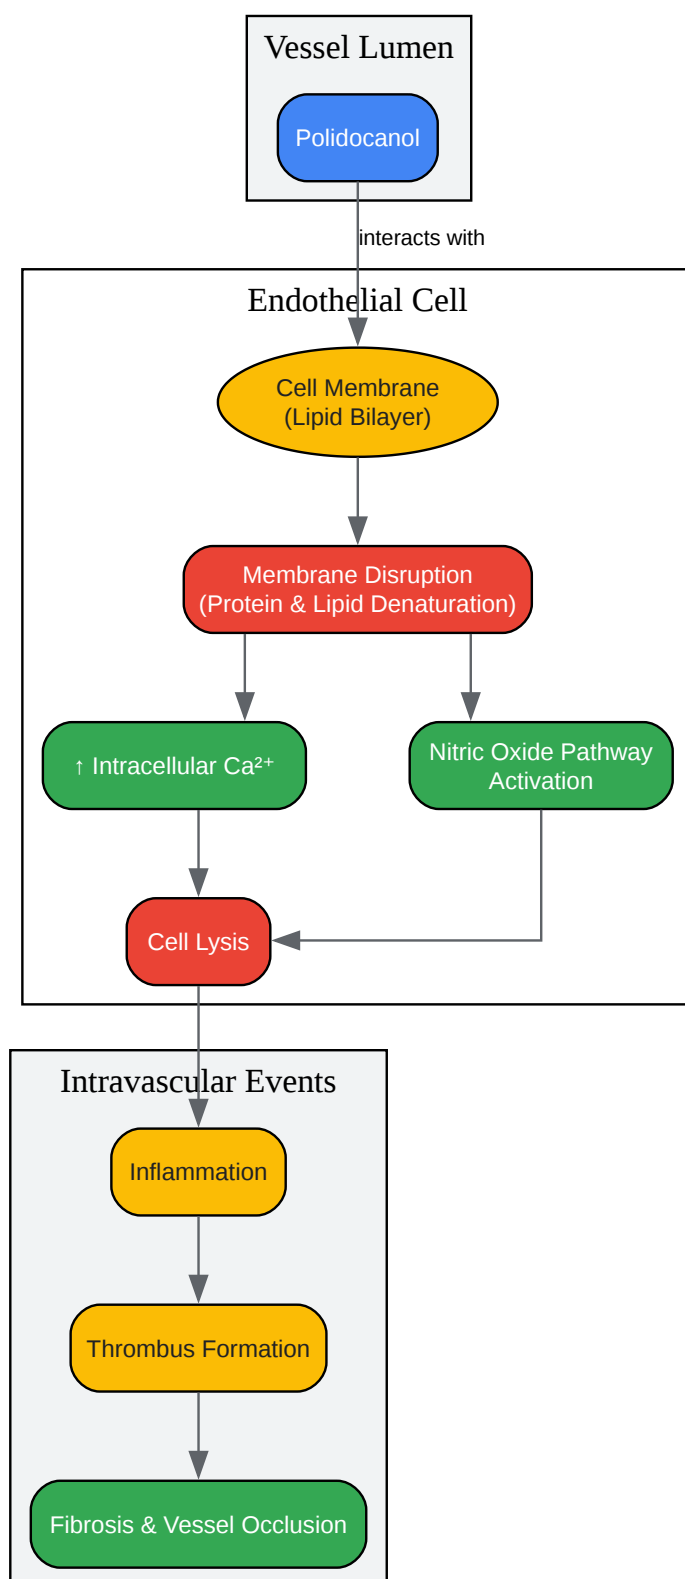 Vessel Lumen
Polidocanol
interacts with
Endothelial Cell
Cell Membrane
(Lipid Bilayer)
Membrane Disruption
(Protein & Lipid Denaturation)
↑ Intracellular Ca²⁺
Nitric Oxide Pathway
Activation
Cell Lysis
Intravascular Events
Inflammation
Thrombus Formation
Fibrosis & Vessel Occlusion